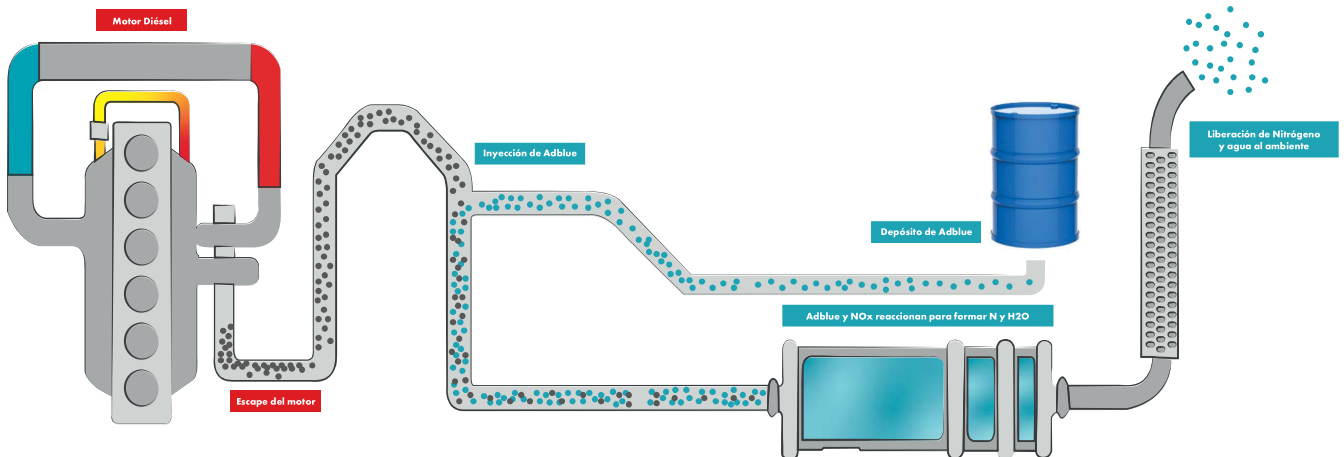 Motor Diésel
Inyección de Adblue
Liberación de Nitrógeno
y agua al ambiente
Depósito de Adblue
Adblue y NOx reaccionan para formar N y H2O
Escape del motor